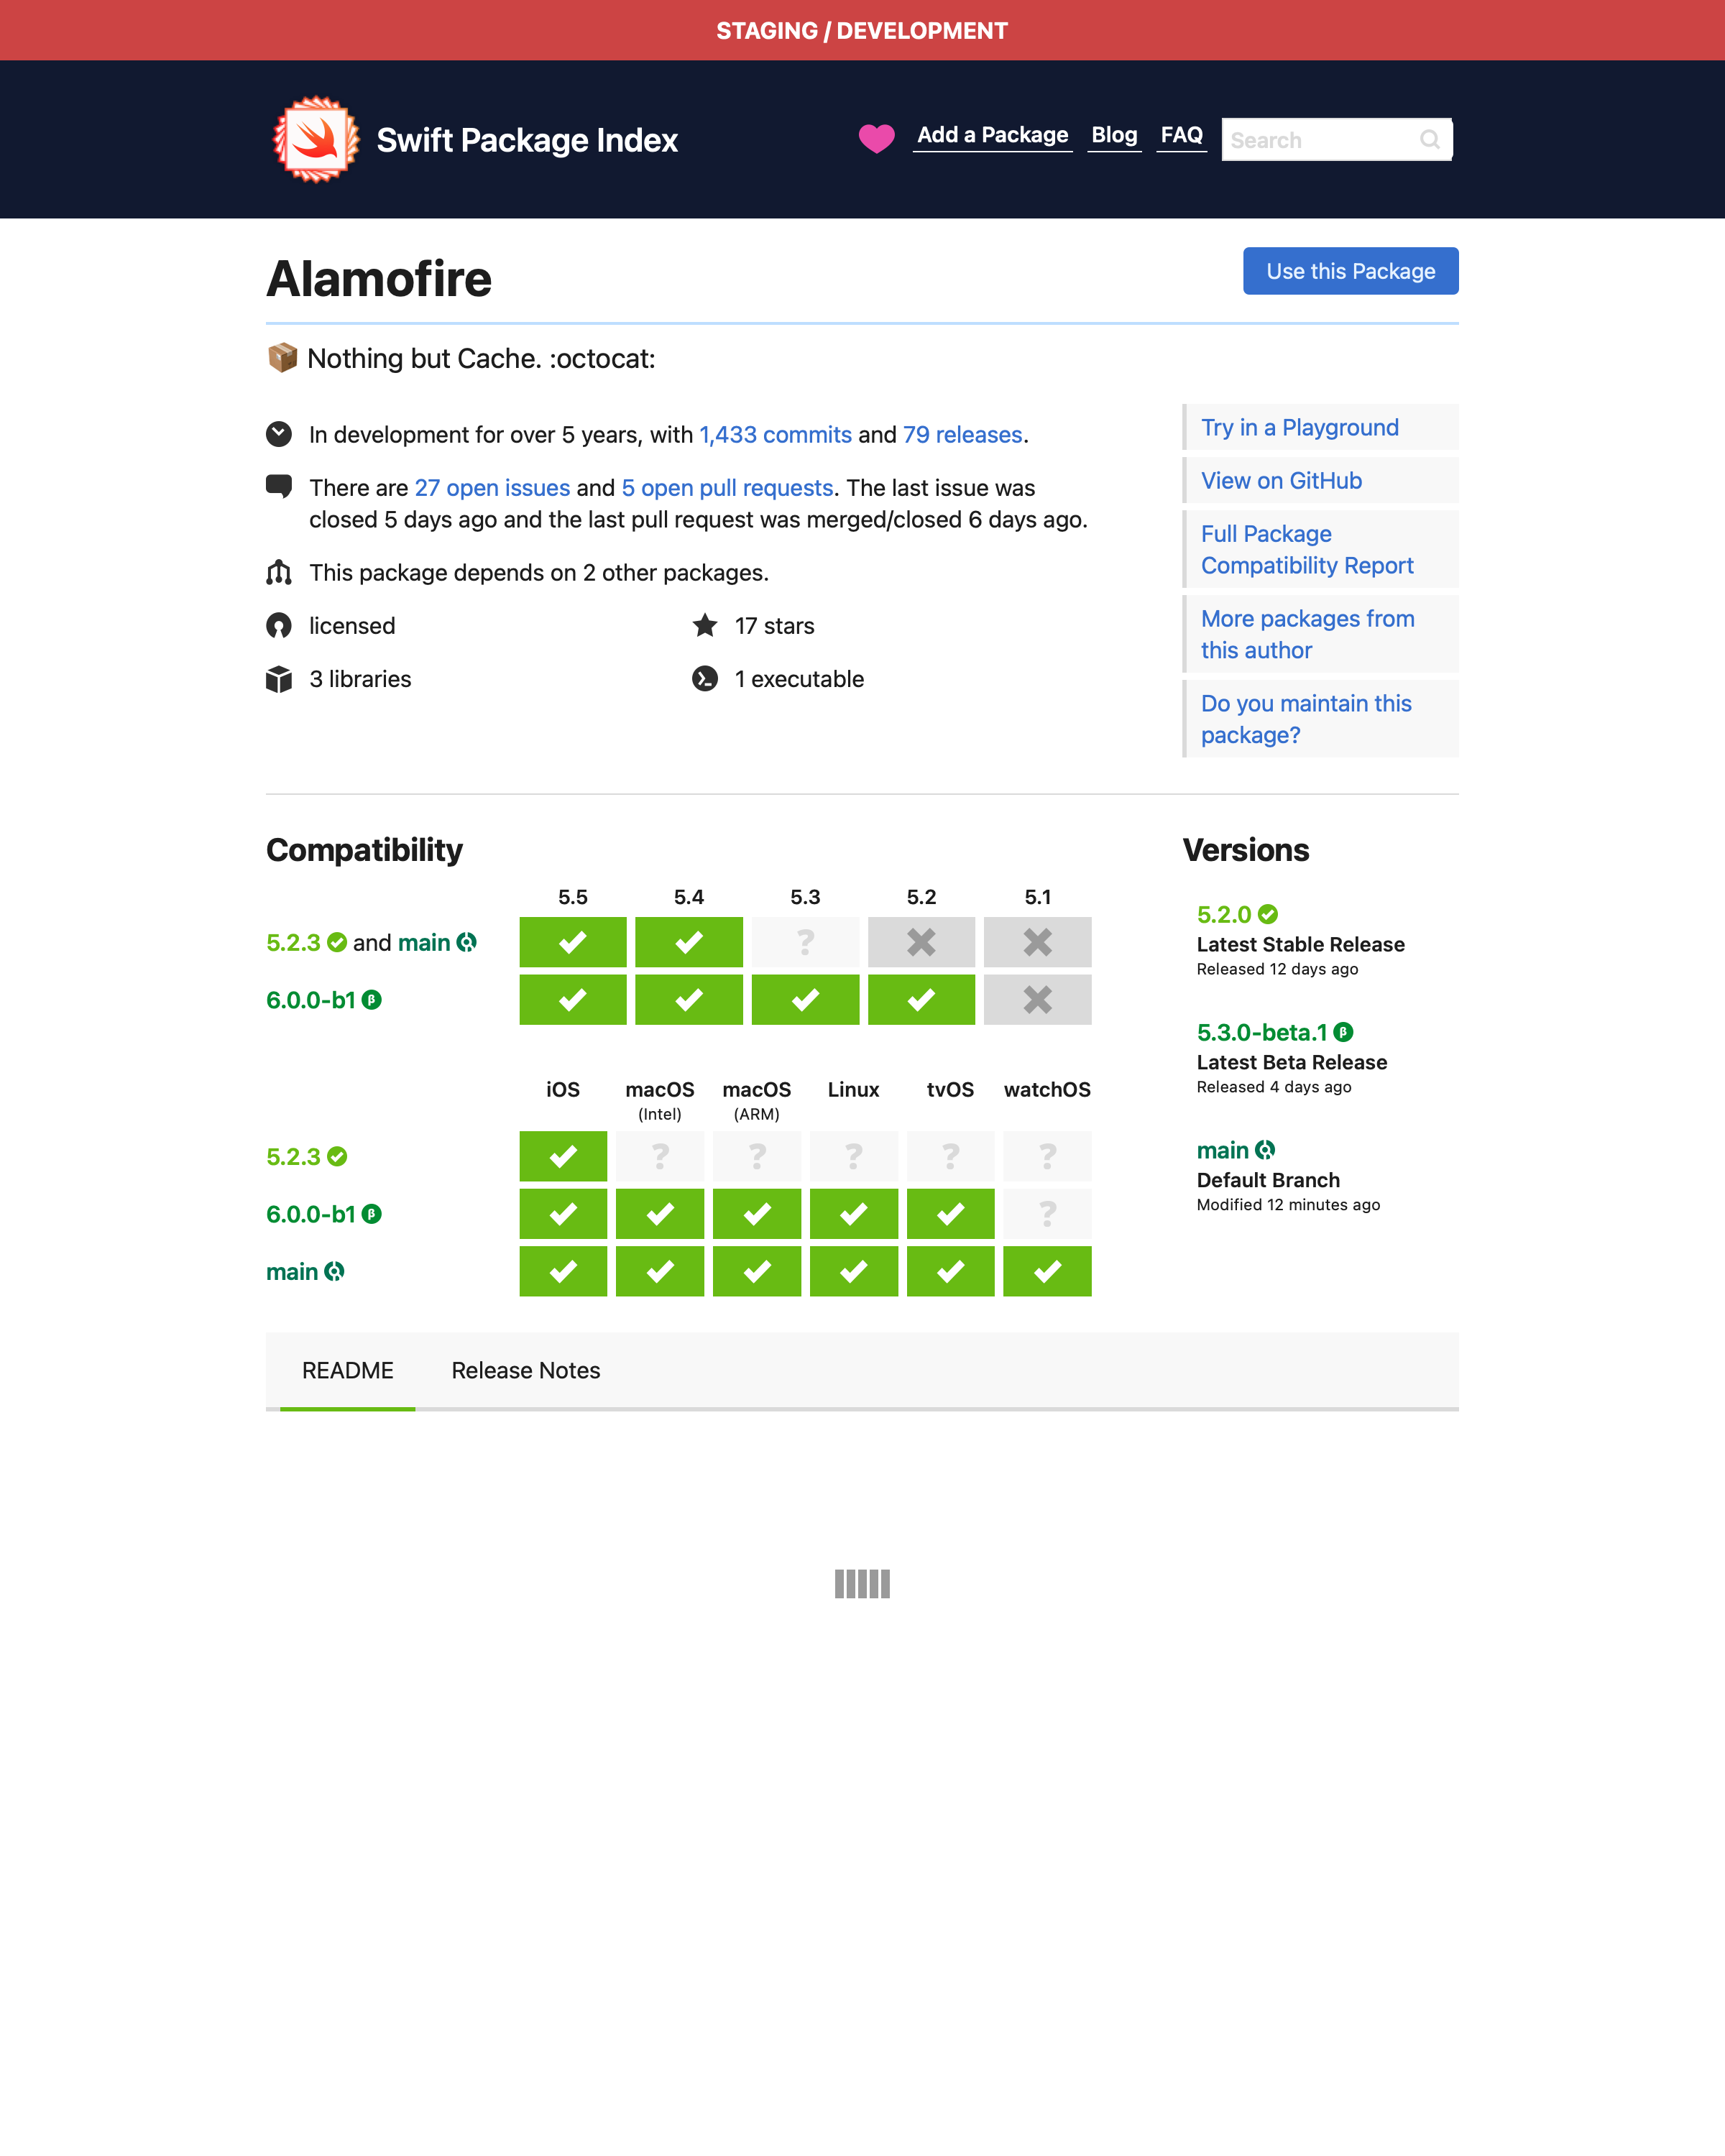 STAGING / DEVELOPMENT
Swift Package Index
Add a Package Blog FAQ Search
Alamofire
Use this Package
📦 Nothing but Cache. :octocat:
In development for over 5 years, with 1,433 commits and 79 releases.
There are 27 open issues and 5 open pull requests. The last issue was
closed 5 days ago and the last pull request was merged/closed 6 days ago.
This package depends on 2 other packages.
licensed
17 stars
3 libraries
1 executable
Try in a Playground
View on GitHub
Full Package
Compatibility Report
More packages from
this author
Do you maintain this
package?
Compatibility
5.5 5.4 5.3 5.2 5.1
5.2.3 and main
?
6.0.0-b1 β
iOS macOS macOS Linux tvOS watchOS
(Intel) (ARM)
5.2.3
? ? ? ? ?
6.0.0-b1 β
?
main
Versions
5.2.0
Latest Stable Release
Released 12 days ago
5.3.0-beta.1 β
Latest Beta Release
Released 4 days ago
main
Default Branch
Modified 12 minutes ago
README Release Notes